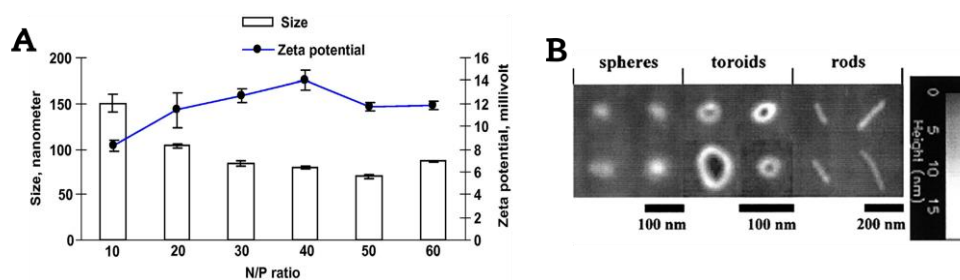 A
Size
Zeta potential
Size, nanometer
200
150
100
50
0
16
14
12
10
8
6
4
2
0
Zeta potential, millivolt
10 20 30 40 50 60
N/P ratio
B
spheres toroids rods
100 nm 100 nm 200 nm
0
5
10
15
Height (nm)